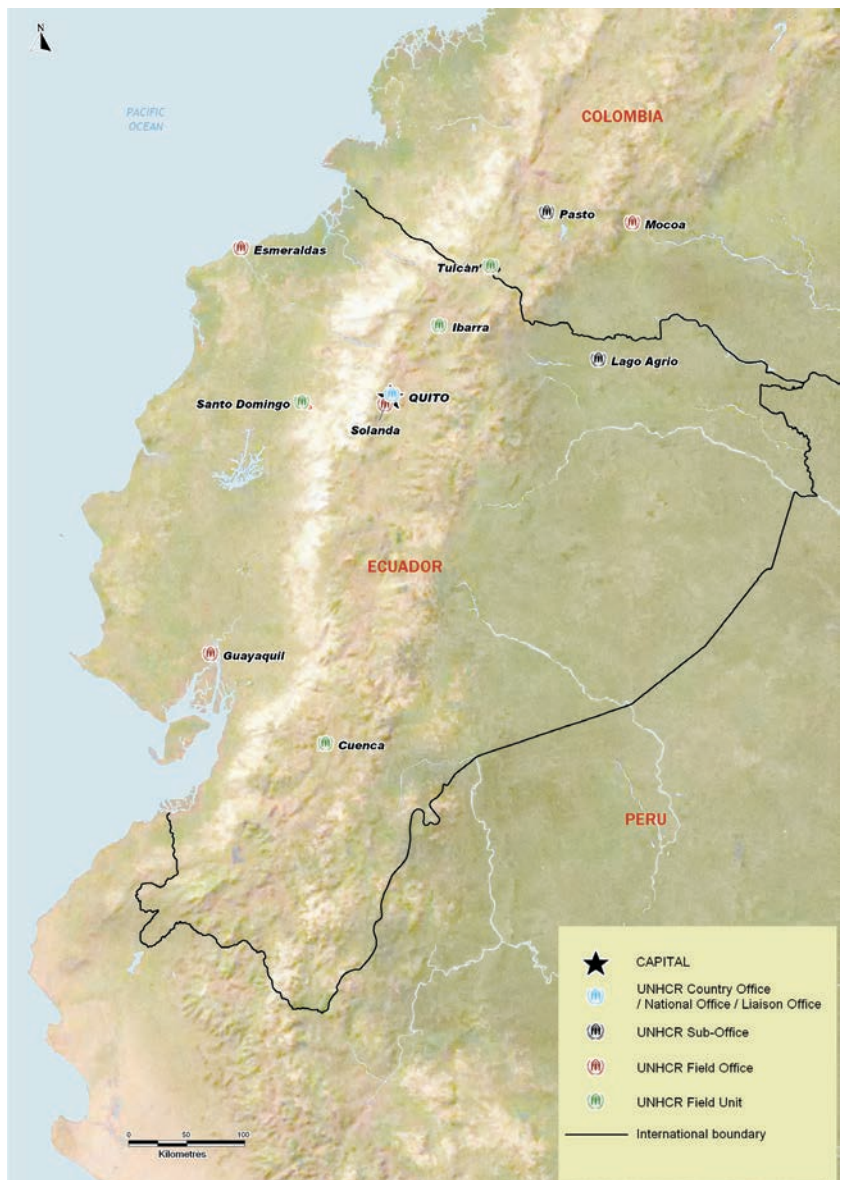 N
PACIFIC
OCEAN
COLOMBIA
Pasto
Mocoa
Esmeraldas
Tulcán
Ibarra
Lago Agrio
Santo Domingo
QUITO
Solanda
ECUADOR
Guayaquil
Cuenca
PERU
CAPITAL
UNHCR Country Office
/ National Office / Liaison Office
UNHCR Sub-Office
UNHCR Field Office
UNHCR Field Unit
International boundary
0 50 100
Kilometres